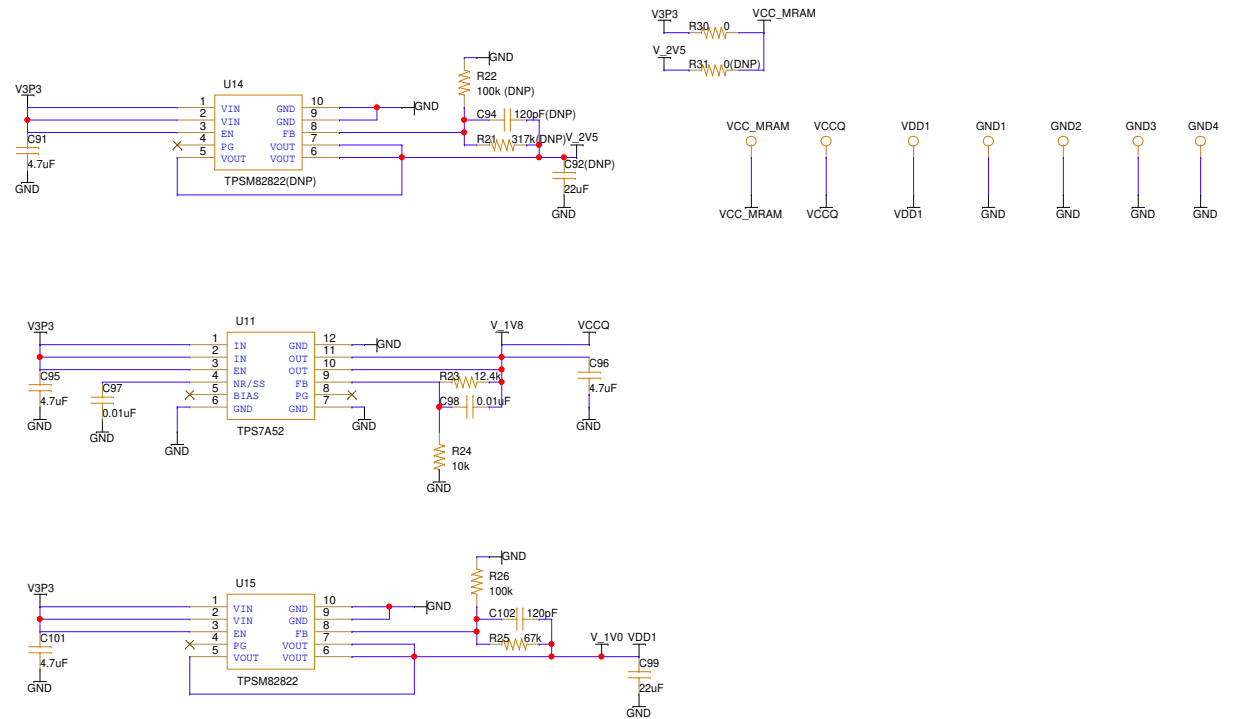 V3P3
R30 0
VCC_MRAM
V_2V5
R31 0(DNP)
GND
R22
100k (DNP)
U14
V3P3
1 VIN GND 10
GND
2 VIN GND 9
3 EN FB 8
4 PG VOUT 7
5 VOUT VOUT 6
C94 120pF(DNP)
R21 317k(DNP)
V_2V5
C91
4.7uF
GND
TPSM82822(DNP)
C92(DNP)
22uF
GND
VCC_MRAM VCCQ VDD1 GND1 GND2 GND3 GND4
VCC_MRAM VCCQ VDD1 GND GND GND GND
U11
V3P3
V_1V8
VCCQ
1 IN GND 12
GND
2 IN OUT 11
3 EN OUT 10
4 NR/SS FB 9
5 BIAS PG 8
6 GND GND 7
C95
4.7uF
GND
C97
0.01uF
GND
GND
TPS7A52
GND
R23 12.4k
C98 0.01uF
R24
10k
GND
C96
4.7uF
GND
GND
R26
100k
U15
V3P3
1 VIN GND 10
GND
2 VIN GND 9
3 EN FB 8
4 PG VOUT 7
5 VOUT VOUT 6
C102 120pF
R25 67k
V_1V0 VDD1
C101
4.7uF
GND
TPSM82822
C99
22uF
GND